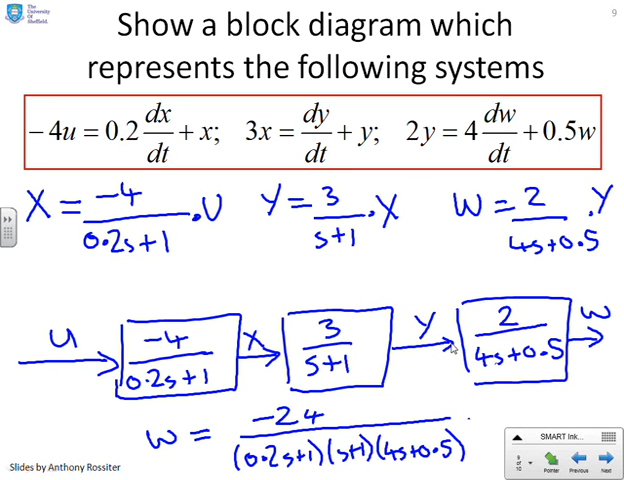 The
University
Of
Sheffield.
9
Show a block diagram which
represents the following systems
−4u = 0.2 dx/dt + x; 3x = dy/dt + y; 2y = 4 dw/dt + 0.5w
X = -4/(0.2s+1) .U Y = 3/(s+1) .X W = 2/(4s+0.5) .Y
U -4/(0.2s+1) X 3/(s+1) Y 2/(4s+0.5) W
W = -24/((0.2s+1)(s+1)(4s+0.5))
SMART Ink...
9
of
10
Pointer Previous Next
Slides by Anthony Rossiter